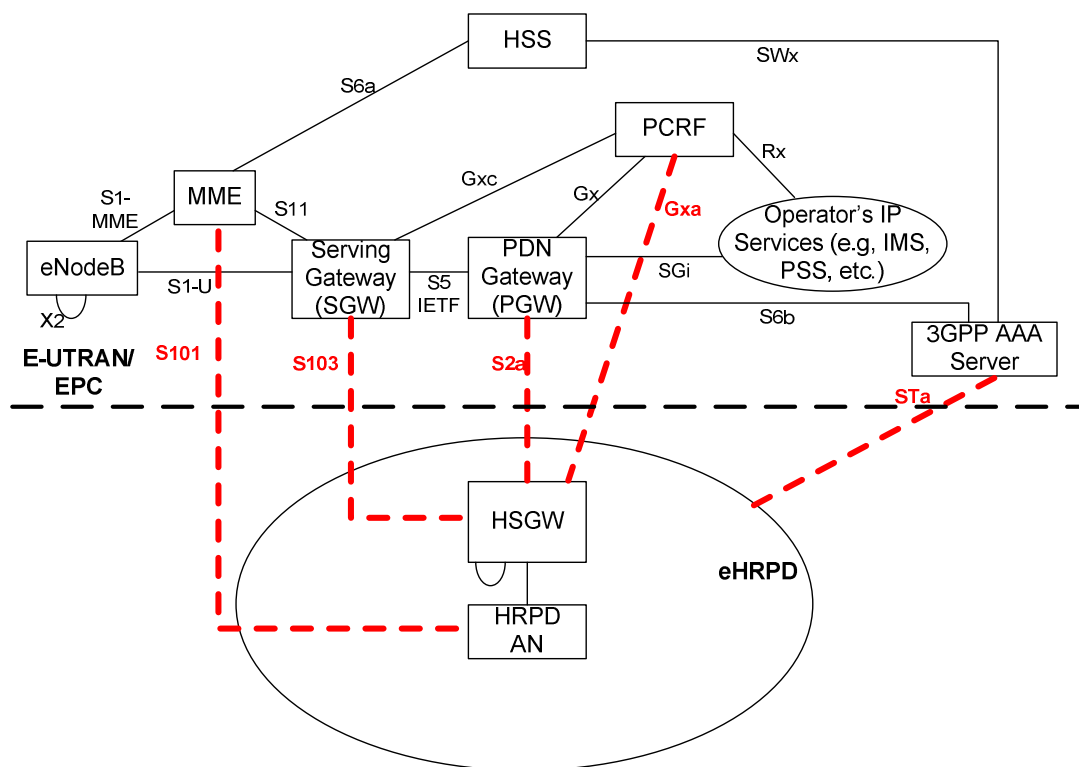 HSS
SWx
S6a
PCRF
Rx
Gxc
MME
S1-
MME
S11
Gx
Gxa
Operator's IP
Services (e.g, IMS,
PSS, etc.)
eNodeB
Serving
Gateway
(SGW)
PDN
Gateway
(PGW)
S1-U
S5
IETF
SGi
X2
S6b
3GPP AAA
Server
E-UTRAN/
EPC
S101
S103
S2a
STa
HSGW
eHRPD
HRPD
AN